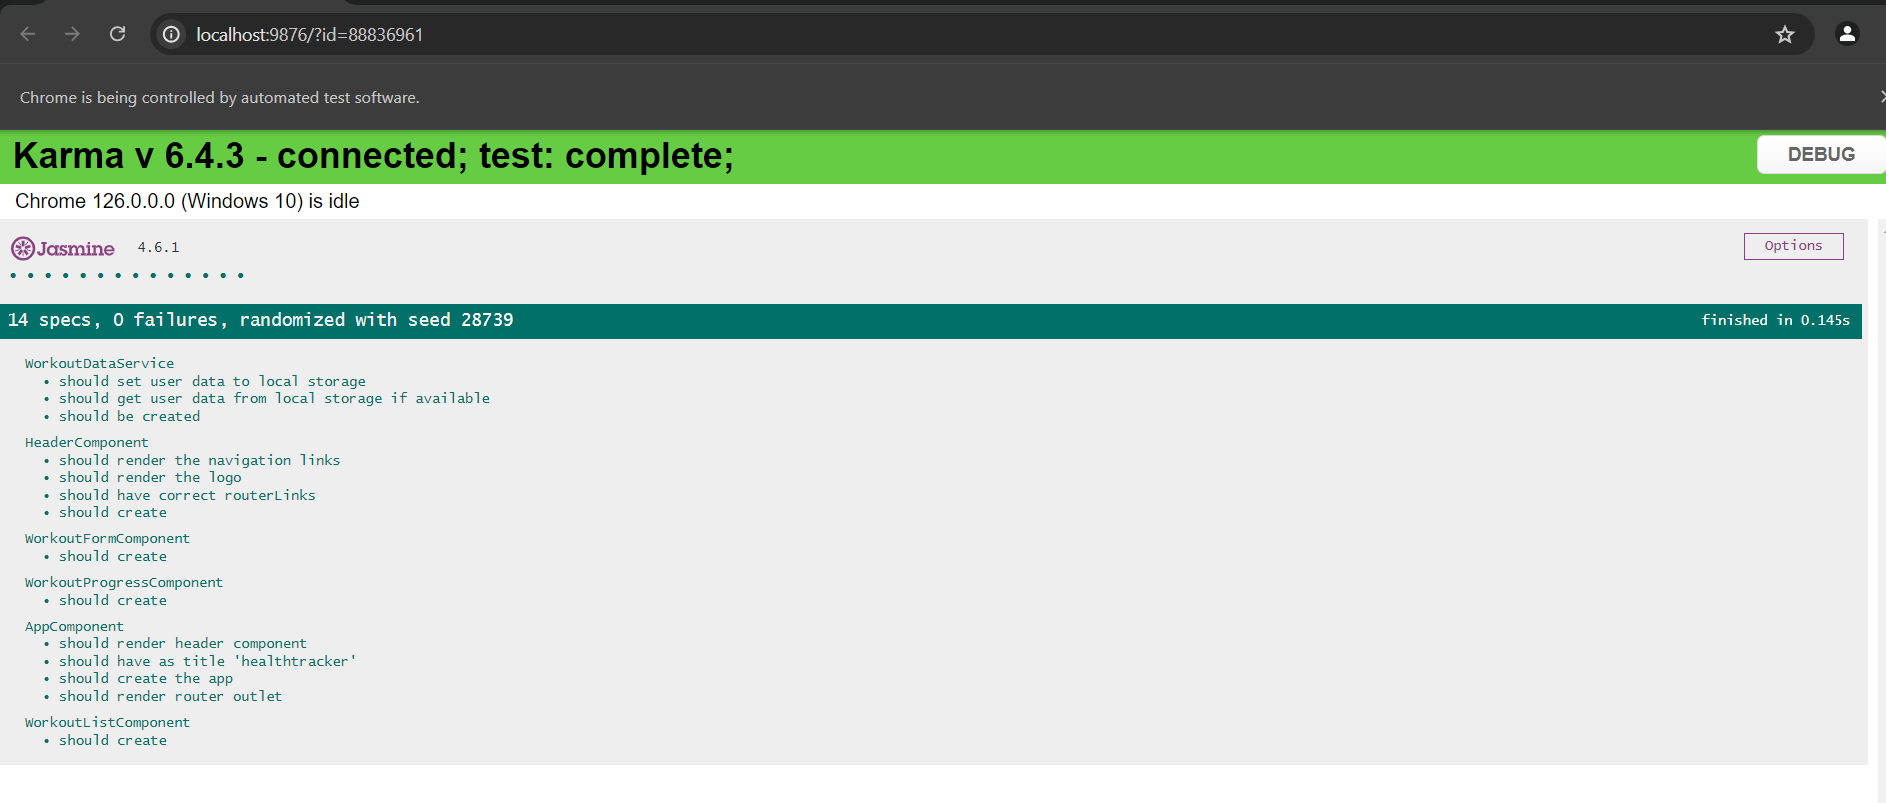 localhost:9876/?id=88836961
Chrome is being controlled by automated test software.
Karma v 6.4.3 - connected; test: complete;
DEBUG
Chrome 126.0.0.0 (Windows 10) is idle
Jasmine 4.6.1
Options
• • • • • • • • • • • • • •
14 specs, 0 failures, randomized with seed 28739
finished in 0.145s
WorkoutDataService
• should set user data to local storage
• should get user data from local storage if available
• should be created
HeaderComponent
• should render the navigation links
• should render the logo
• should have correct routerLinks
• should create
WorkoutFormComponent
• should create
WorkoutProgressComponent
• should create
AppComponent
• should render header component
• should have as title 'healthtracker'
• should create the app
• should render router outlet
WorkoutListComponent
• should create